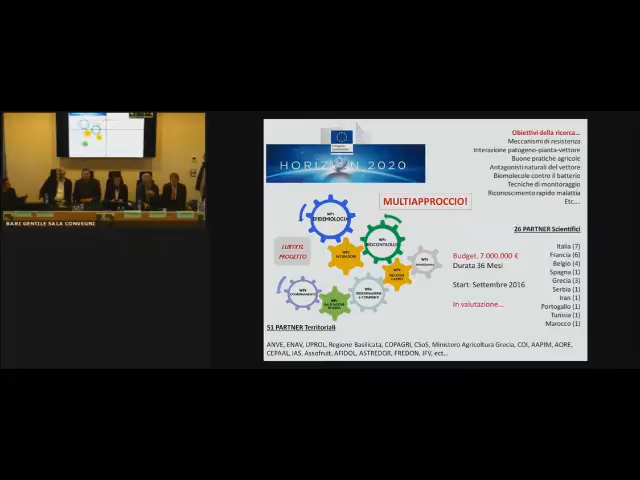 BARI GENTILE SALA CONVEGNI
HORIZON 2020
Obiettivi della ricerca...
Meccanismi di resistenza
Interazione patogeno-pianta-vettore
Buone pratiche agricole
Antagonisti naturali del vettore
Biomolecole contro il batterio
Tecniche di monitoraggio
Riconoscimento rapido malattia
Etc....
MULTIAPPROCCIO!
EPIDEMIOLOGIA
BIOCONTROLLO
PROGETTO
26 PARTNER Scientifici
Italia (7)
Francia (6)
Belgio (4)
Spagna (1)
Grecia (3)
Serbia (1)
Iran (1)
Portogallo (1)
Tunisia (1)
Marocco (1)
Budget. 7.000.000 €
Durata 36 Mesi
Start: Settembre 2016
In valutazione...
51 PARTNER Territoriali
ANVE, ENAV, UPROL, Regione Basilicata, COPAGRI, CSoS, Ministero Agricoltura Grecia, COI, AAPIM, AORE,
CEPAAL, IAS, Assofruit, AFIDOL, ASTREDOR, FREDON, IFV, ect...